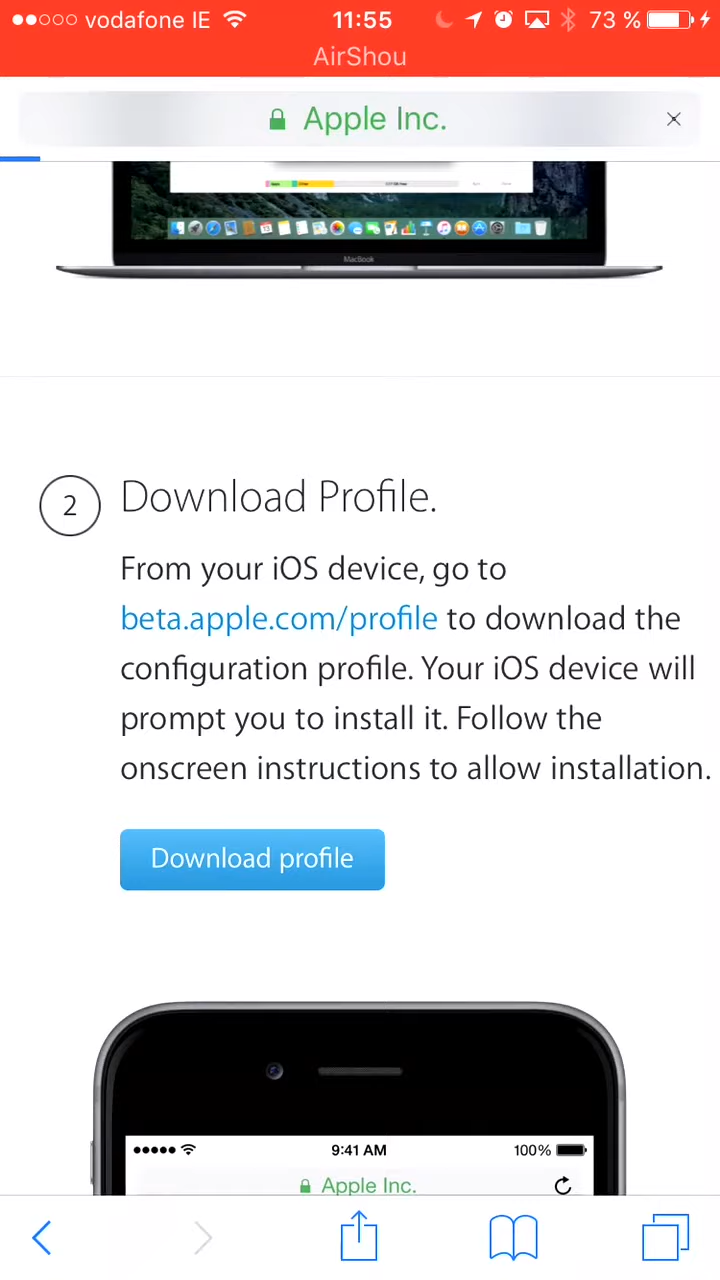 vodafone IE 11:55 73 %
AirShou
Apple Inc.
MacBook
2 Download Profile.
From your iOS device, go to
beta.apple.com/profile to download the
configuration profile. Your iOS device will
prompt you to install it. Follow the
onscreen instructions to allow installation.
Download profile
9:41 AM 100%
Apple Inc.